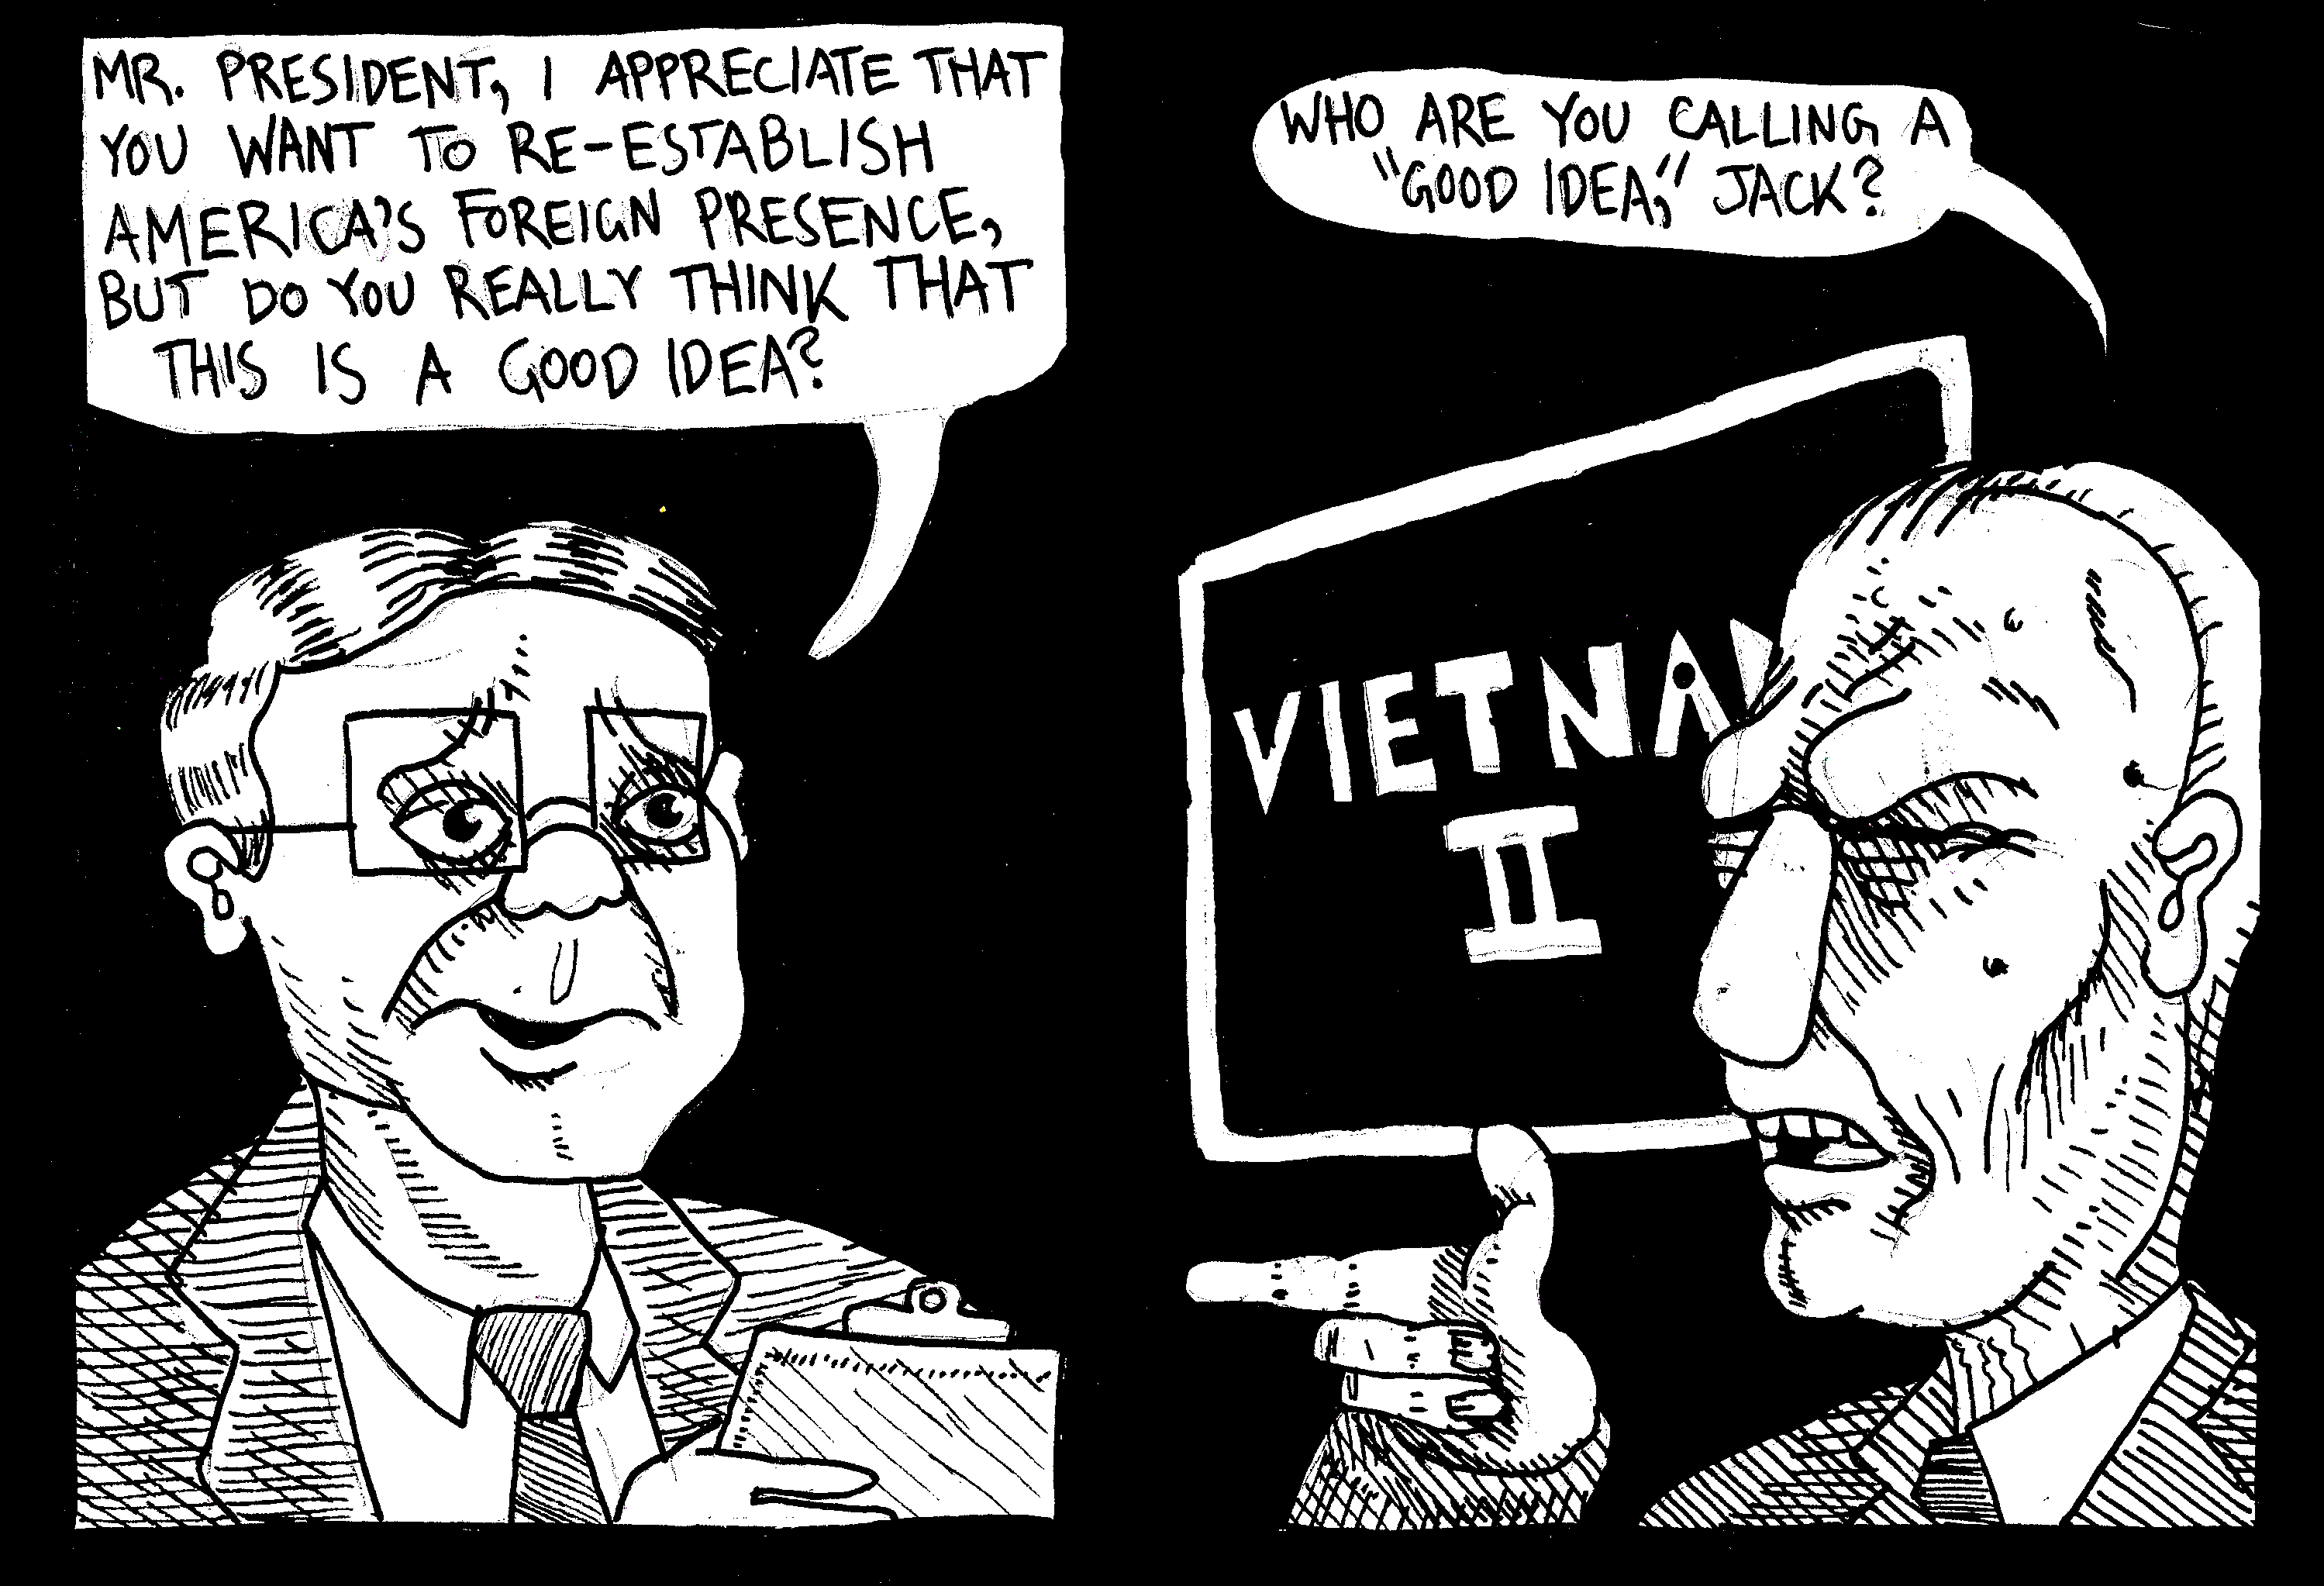 MR. PRESIDENT, I APPRECIATE THAT
YOU WANT TO RE-ESTABLISH
AMERICA'S FOREIGN PRESENCE,
BUT DO YOU REALLY THINK THAT
THIS IS A GOOD IDEA?
WHO ARE YOU CALLING A
"GOOD IDEA," JACK?
VIETNAM
II